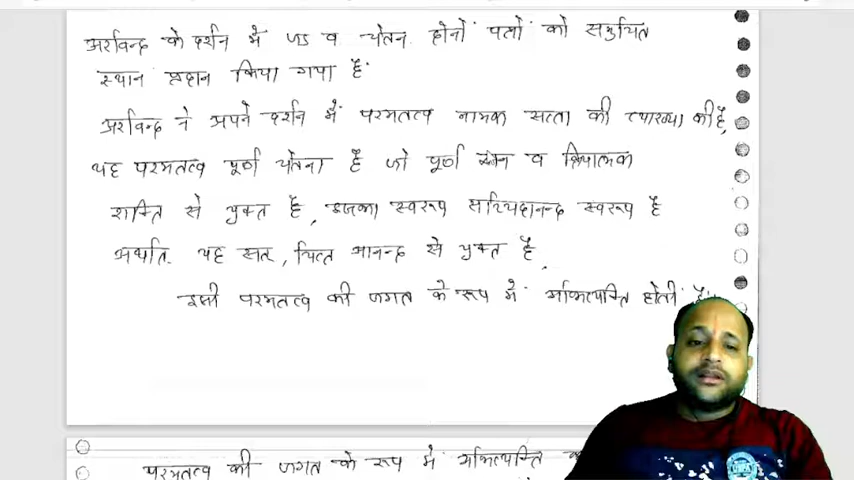 अरविन्द के दर्शन में जड व चेतन दोनों पक्षों को समुचित
स्थान प्रदान किया गया है
अरविन्द ने अपने दर्शन में परमतत्व नामक सत्ता की व्याख्या की है,
यह परमतत्व पूर्ण चेतना है जो पूर्ण ज्ञान व क्रियात्मक
शक्ति से युक्त है, इसका स्वरूप सच्चिदानन्द स्वरूप है
अर्थात यह सत, चित्त आनन्द से युक्त है,
इसी परमतत्व की जगत के रूप में अभिव्यक्ति होती है
परमतत्व की जगत के रूप में अभिव्यक्ति